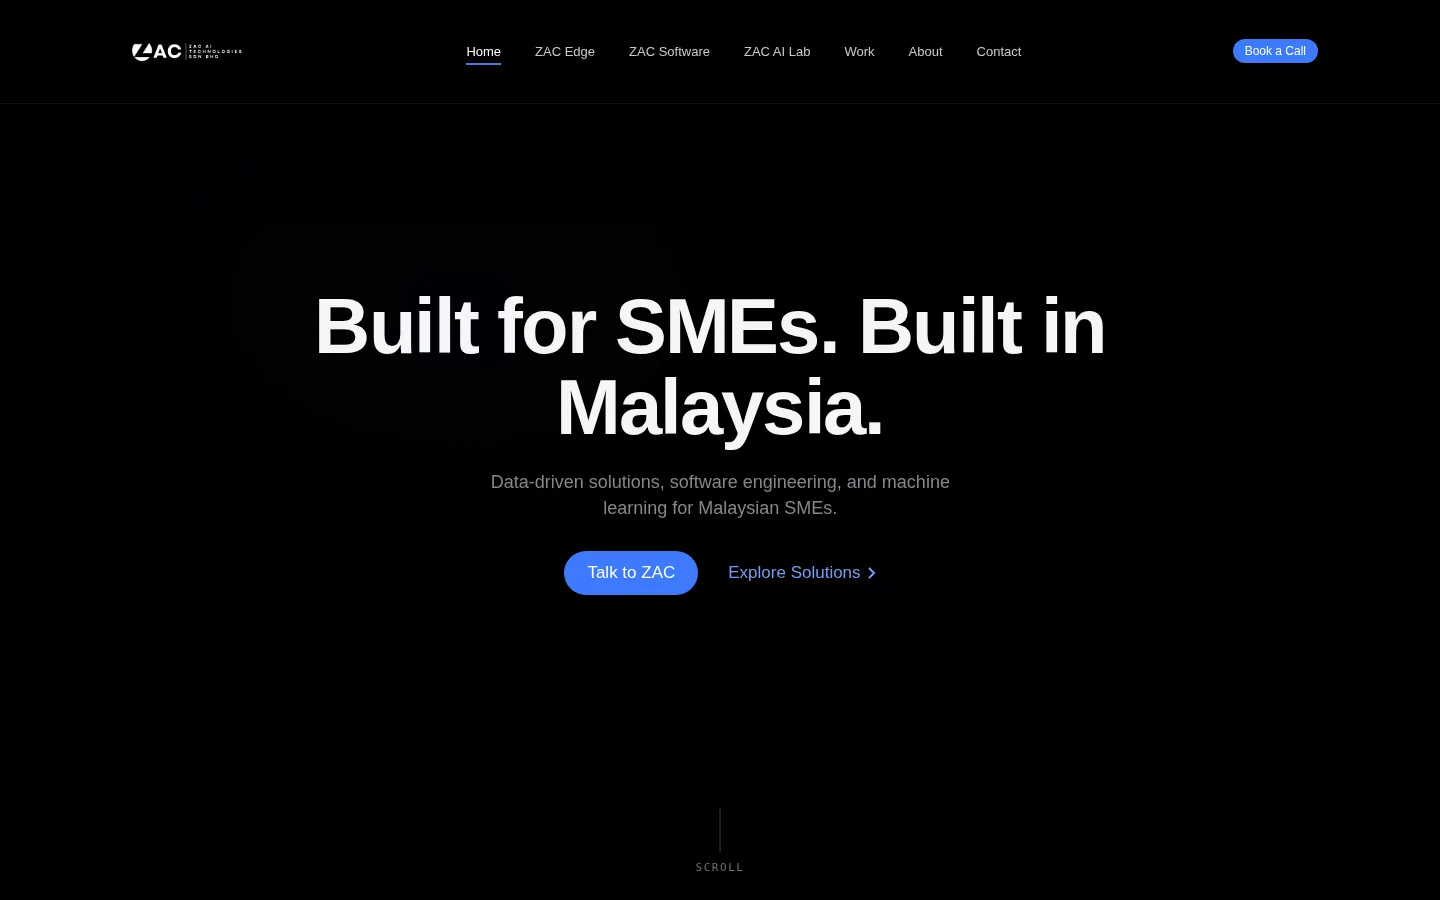 ZAC
ZAC AI
TECHNOLOGIES
SDN BHD
Home
ZAC Edge
ZAC Software
ZAC AI Lab
Work
About
Contact
Book a Call
Built for SMEs. Built in
Malaysia.
Data-driven solutions, software engineering, and machine
learning for Malaysian SMEs.
Talk to ZAC
Explore Solutions
SCROLL